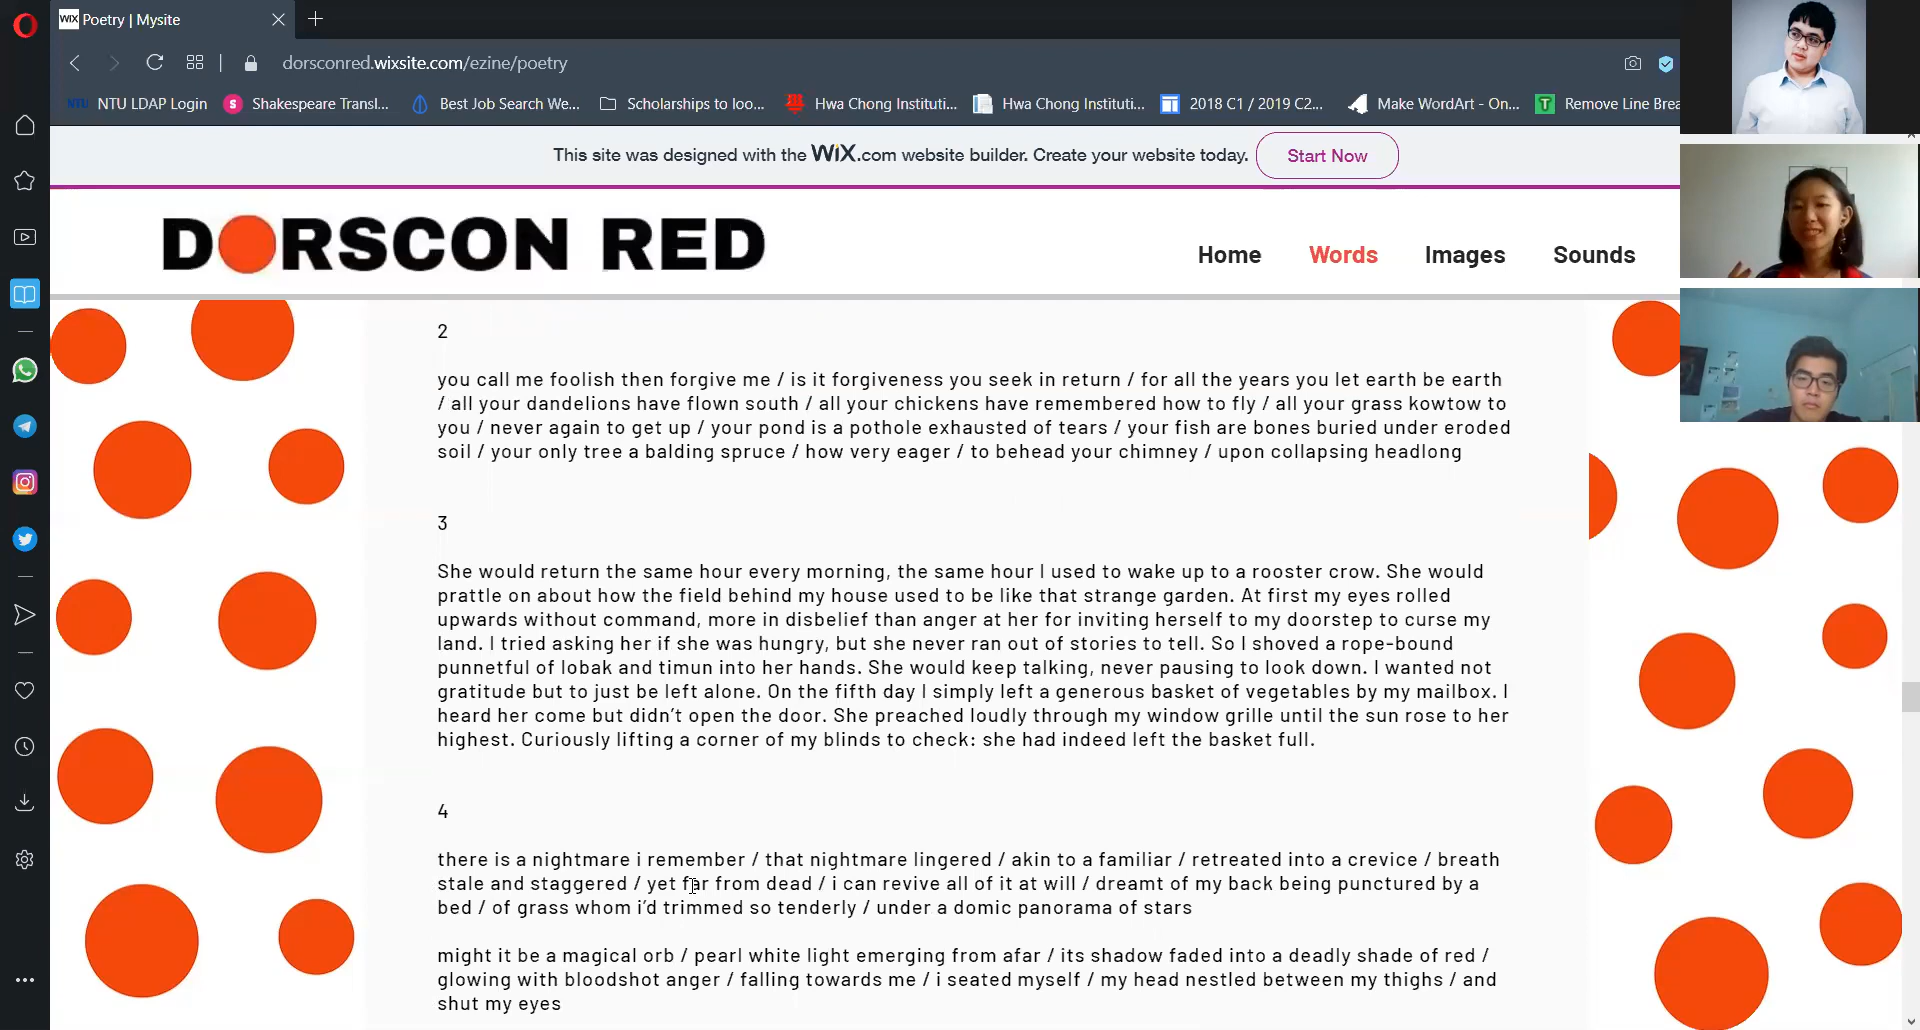 WIX Poetry | Mysite
dorsconred.wixsite.com/ezine/poetry
NTU NTU LDAP Login S Shakespeare Transl... Best Job Search We... Scholarships to loo... Hwa Chong Instituti... Hwa Chong Instituti... 2018 C1 / 2019 C2... Make WordArt - On... T Remove Line Brea
This site was designed with the WiX.com website builder. Create your website today. Start Now
DORSCON RED
Home Words Images Sounds
2
you call me foolish then forgive me / is it forgiveness you seek in return / for all the years you let earth be earth
/ all your dandelions have flown south / all your chickens have remembered how to fly / all your grass kowtow to
you / never again to get up / your pond is a pothole exhausted of tears / your fish are bones buried under eroded
soil / your only tree a balding spruce / how very eager / to behead your chimney / upon collapsing headlong
3
She would return the same hour every morning, the same hour I used to wake up to a rooster crow. She would
prattle on about how the field behind my house used to be like that strange garden. At first my eyes rolled
upwards without command, more in disbelief than anger at her for inviting herself to my doorstep to curse my
land. I tried asking her if she was hungry, but she never ran out of stories to tell. So I shoved a rope-bound
punnetful of lobak and timun into her hands. She would keep talking, never pausing to look down. I wanted not
gratitude but to just be left alone. On the fifth day I simply left a generous basket of vegetables by my mailbox. I
heard her come but didn't open the door. She preached loudly through my window grille until the sun rose to her
highest. Curiously lifting a corner of my blinds to check: she had indeed left the basket full.
4
there is a nightmare i remember / that nightmare lingered / akin to a familiar / retreated into a crevice / breath
stale and staggered / yet far from dead / i can revive all of it at will / dreamt of my back being punctured by a
bed / of grass whom i'd trimmed so tenderly / under a domic panorama of stars
might it be a magical orb / pearl white light emerging from afar / its shadow faded into a deadly shade of red /
glowing with bloodshot anger / falling towards me / i seated myself / my head nestled between my thighs / and
shut my eyes